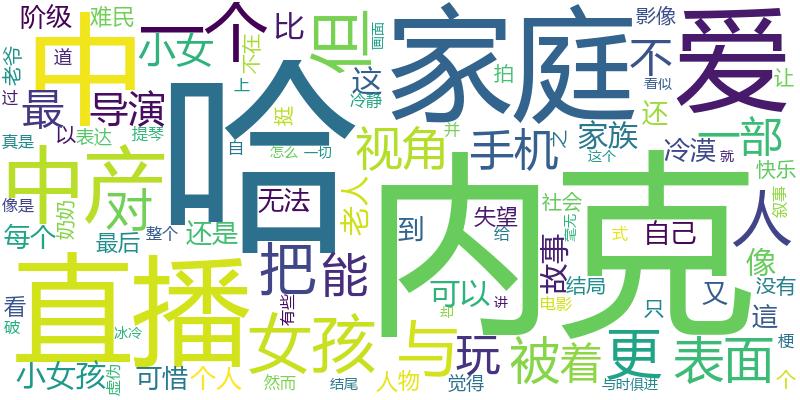 阶级 难民 一个 比 但 家庭 影像 爱
老爷 中 道 小女 不在 画面 不
过 最 导演 哈 上 这 冷静 拍 看似 让
真是 以 表达 提琴 挺 并 之 还 一部
像是 中产 对 自 怎么 一切 视角 手机 家族 这个 冷漠 就 快乐
奶奶 无法 老人 内克 社会 叙事
每个 最后 整个 还是 到 失望 给 毫无 自己 人
直播 把 能 故事 像
看 有些 可以 讲 结局 又 没有
破 冰冷 女孩 与 却 电影 式 只 這
小女孩 虚伪 可惜 个人 玩 被着 更 表面 梗
然而 结尾 人物 觉得 与时俱进 个